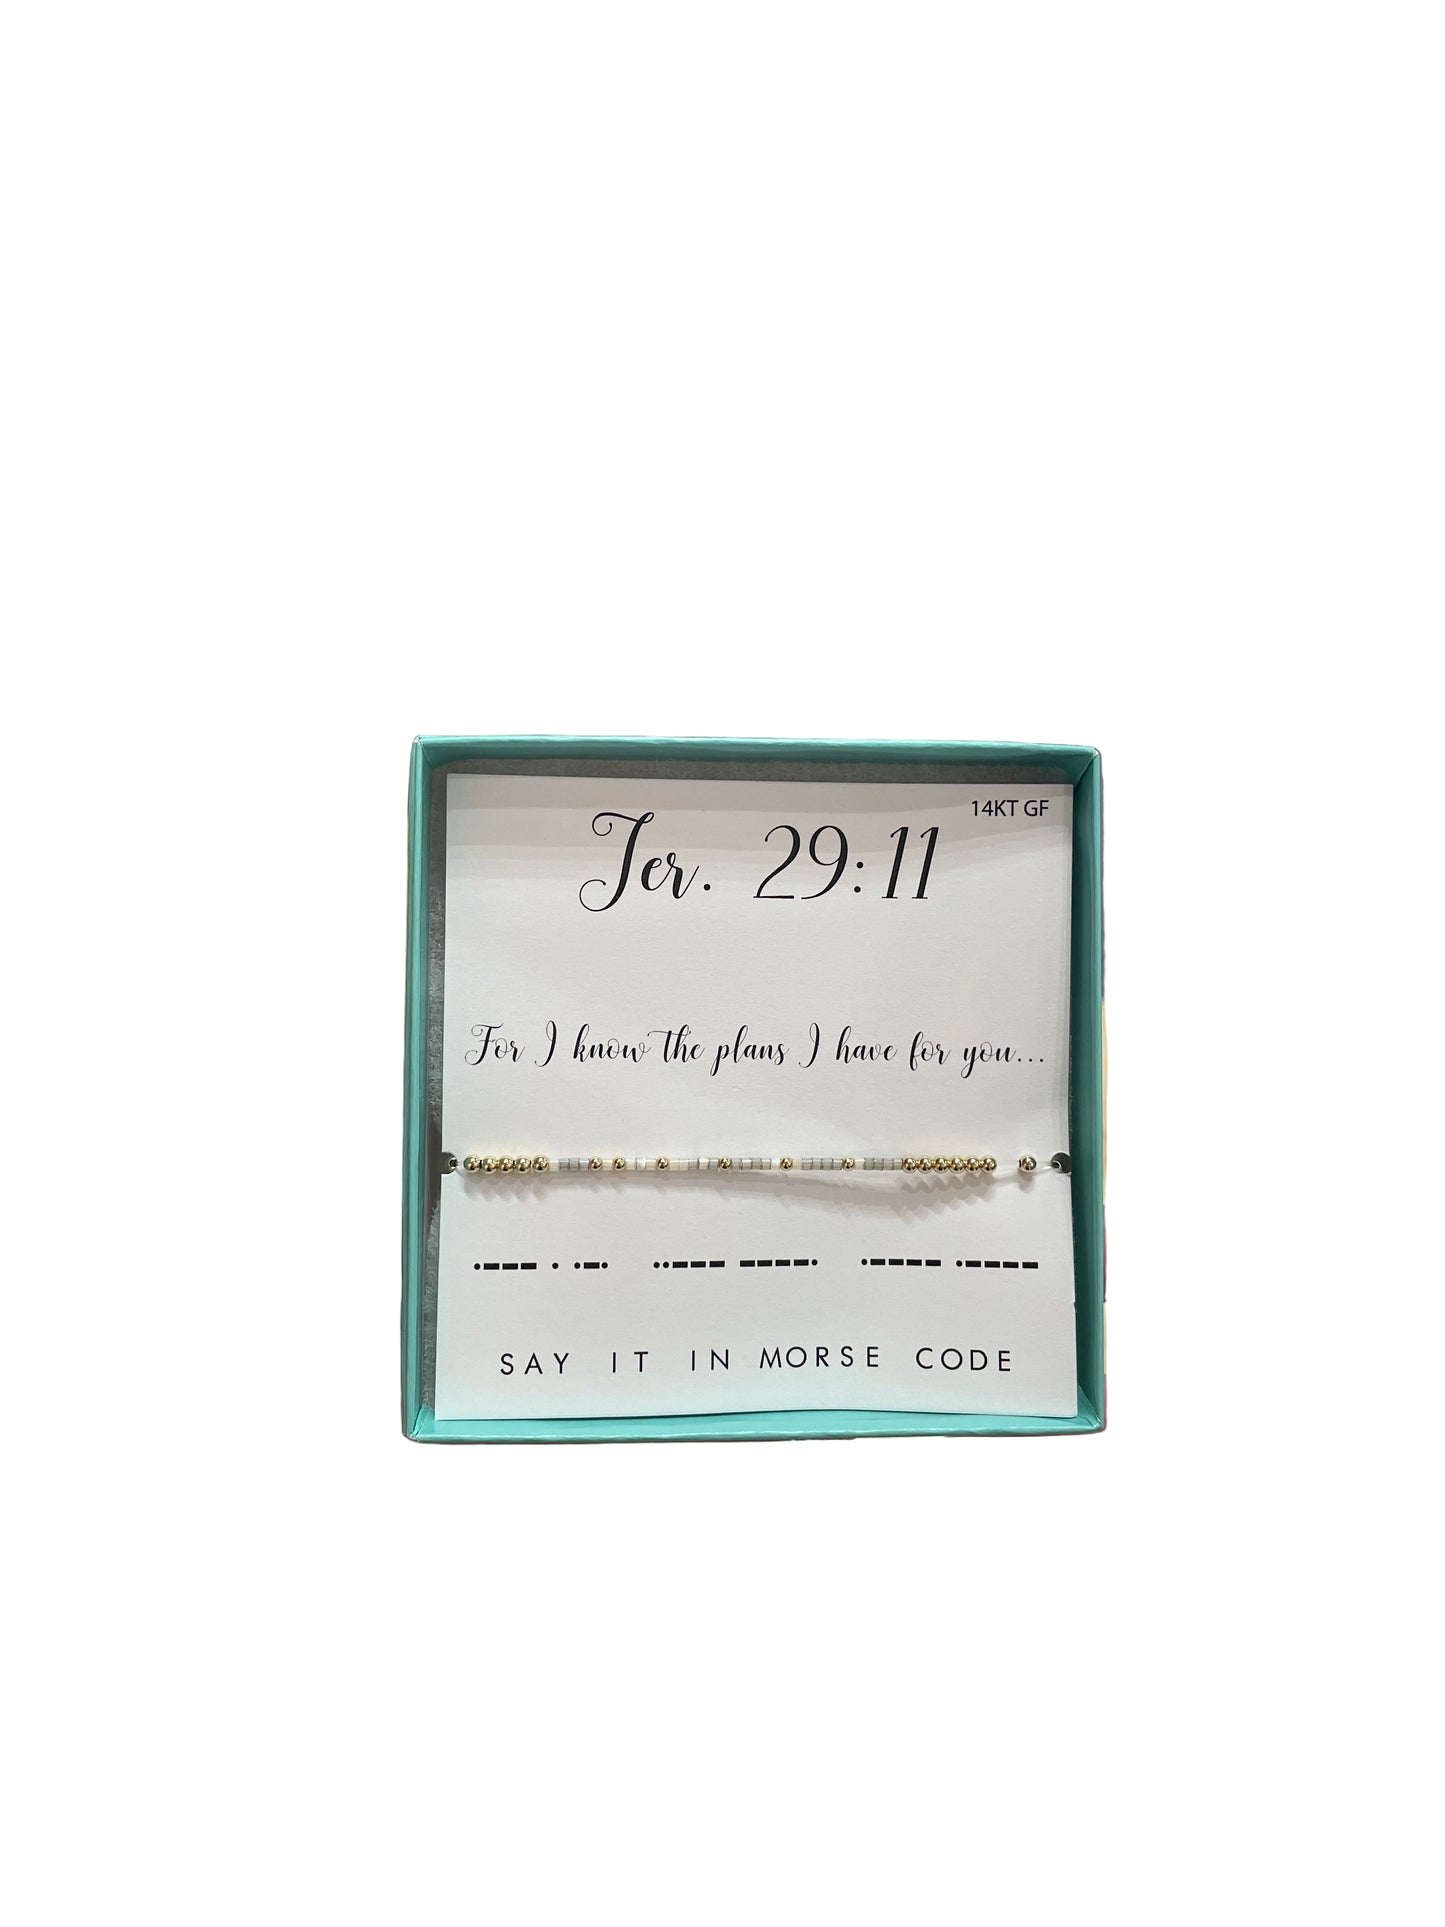 14KT GF
Jer. 29:11
For I know the plans I have for you...
•▬▬▬ • •▬• ••▬▬▬ ▬▬▬▬• •▬▬▬▬ •▬▬▬▬
SAY IT IN MORSE CODE